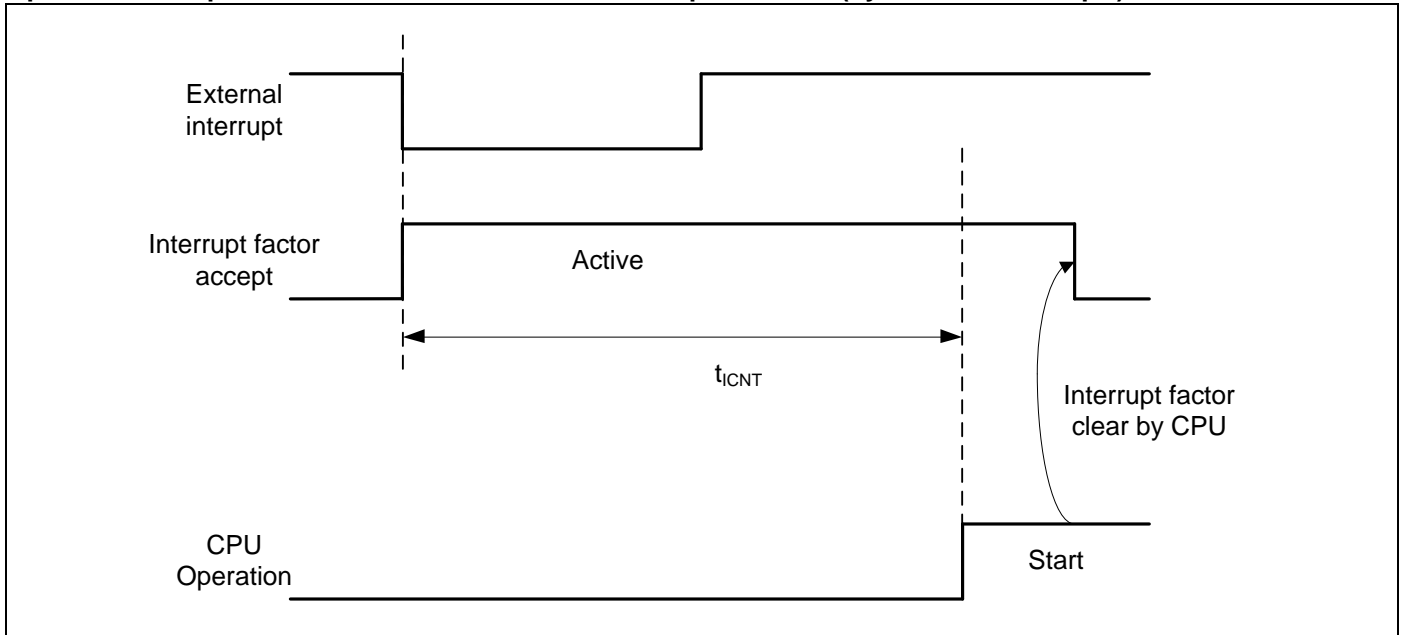 External
interrupt
Interrupt factor
accept
Active
tICNT
Interrupt factor
clear by CPU
CPU
Operation
Start